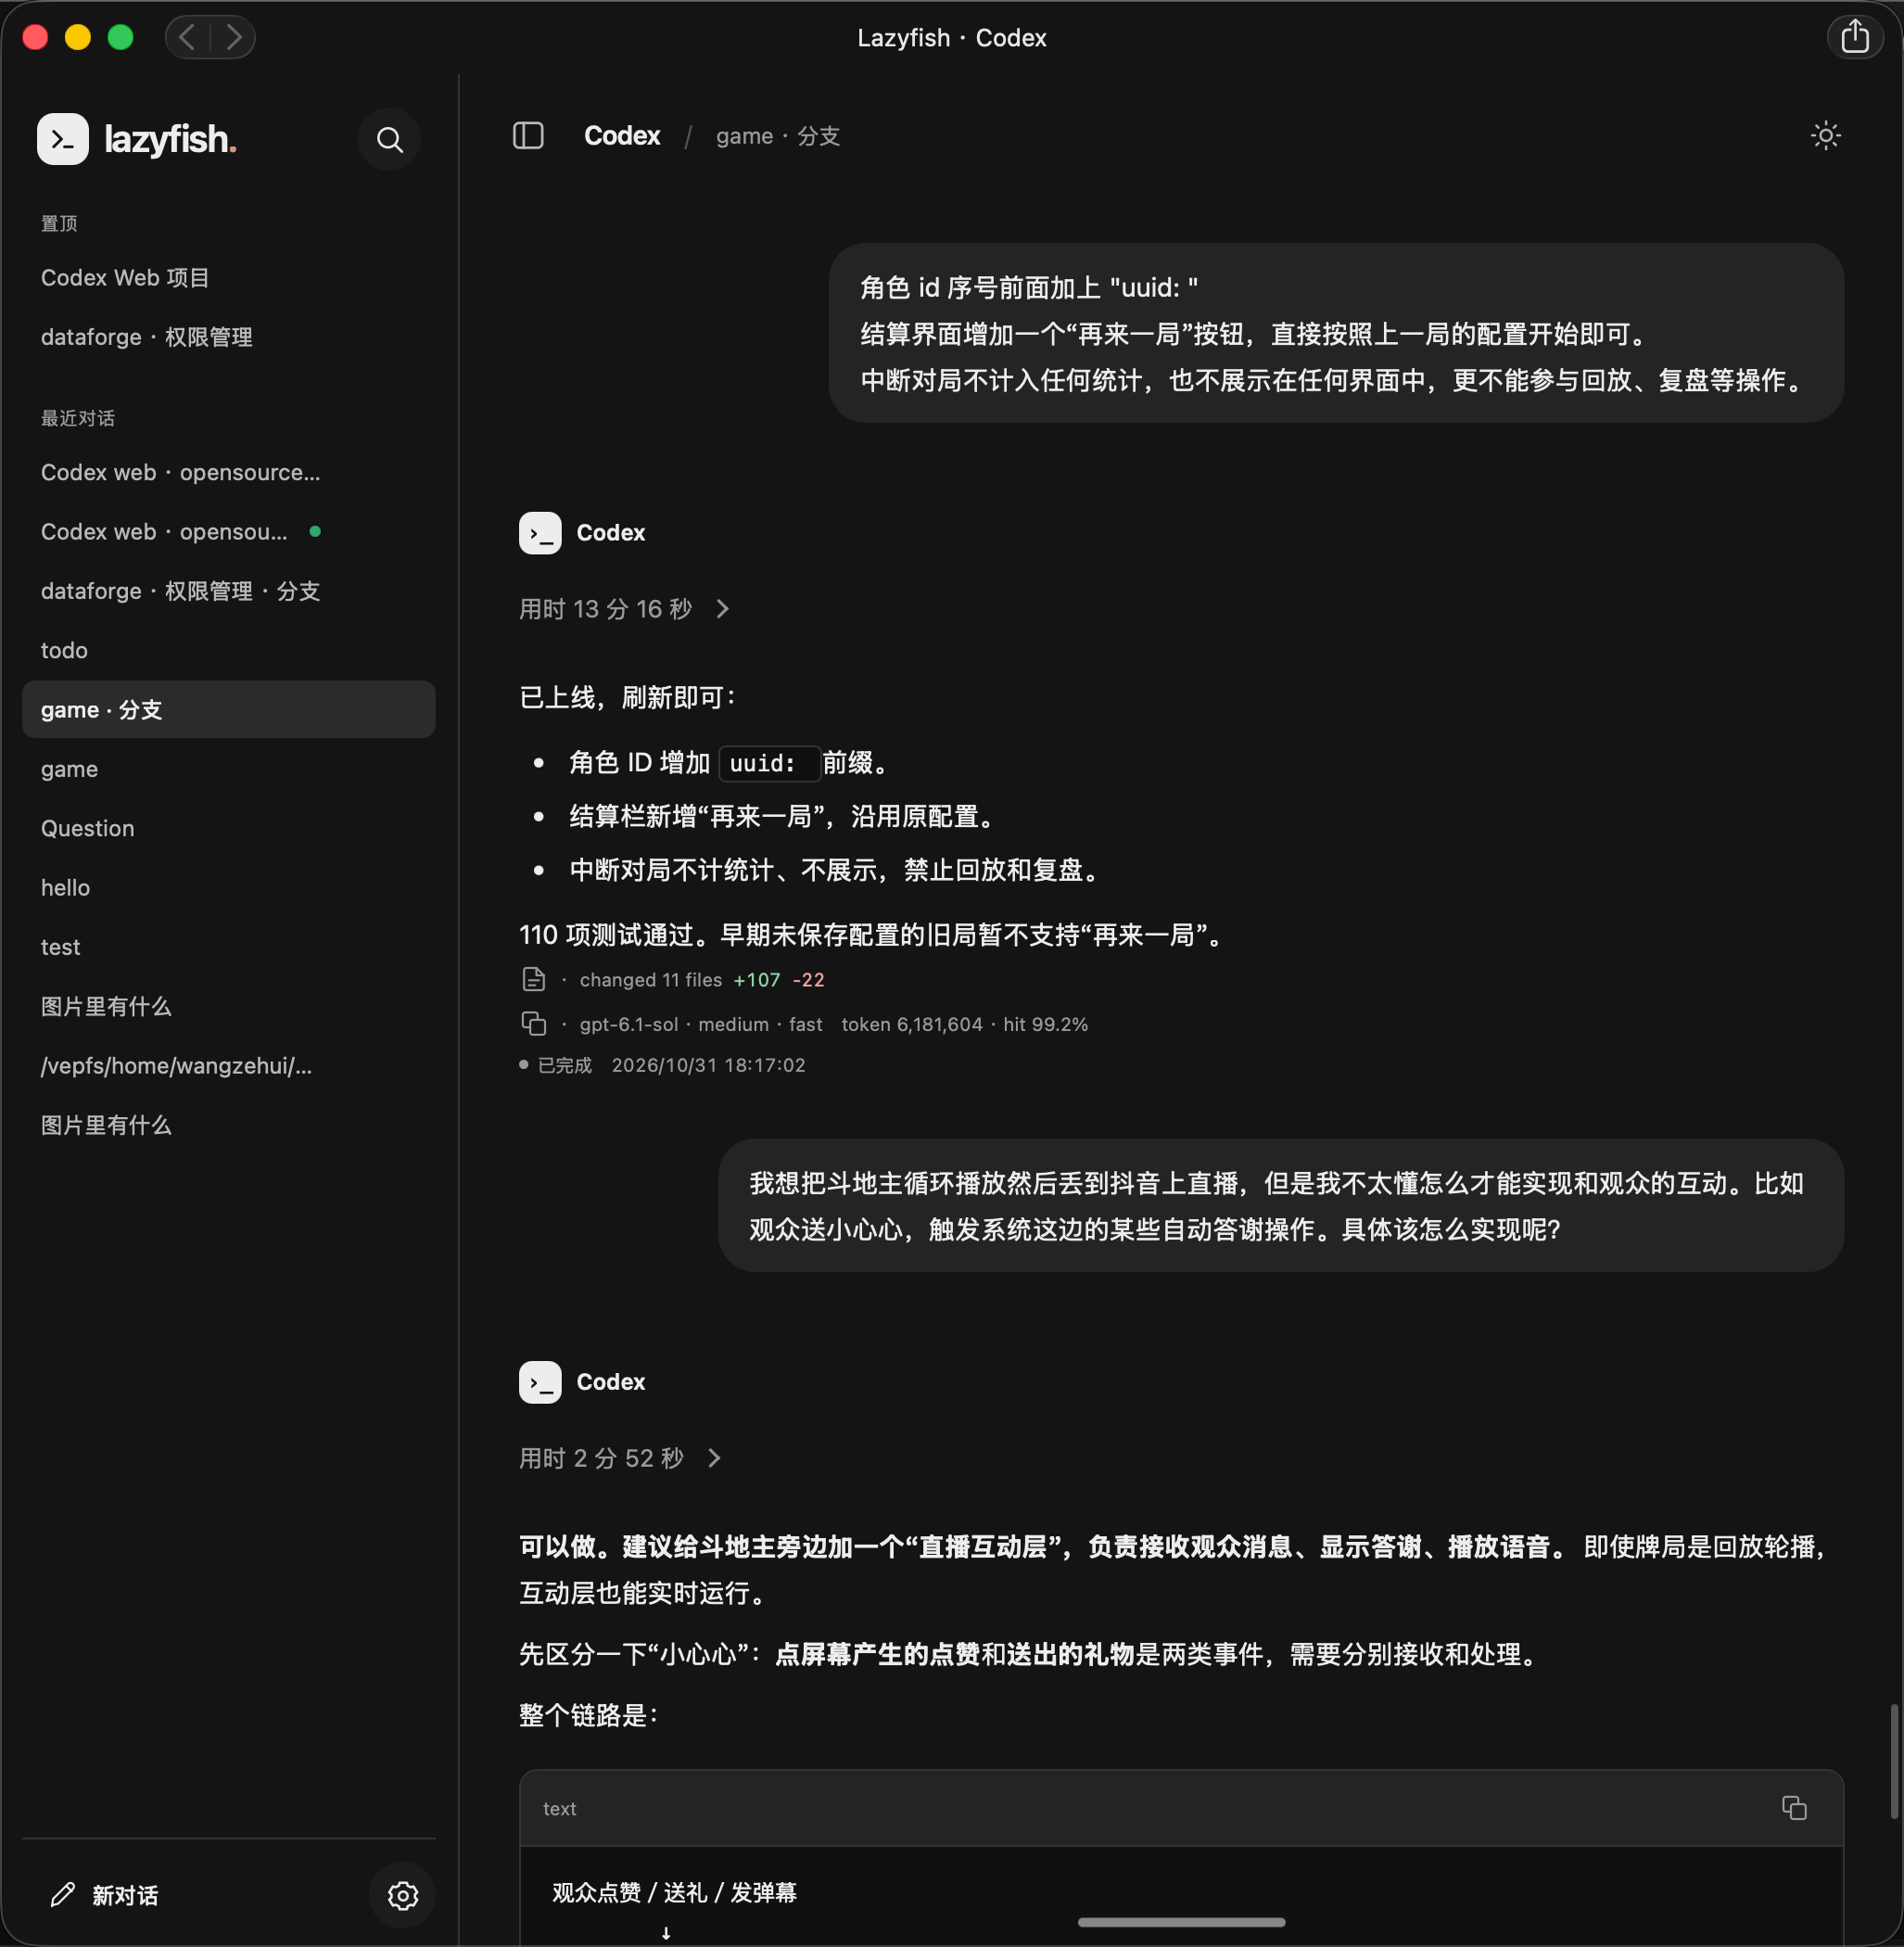 Lazyfish · Codex
lazyfish.
置顶
Codex Web 项目
dataforge · 权限管理
最近对话
Codex web · opensource...
Codex web · opensou...
dataforge · 权限管理 · 分支
todo
game · 分支
game
Question
hello
test
图片里有什么
/vepfs/home/wangzehui/...
图片里有什么
新对话
Codex / game · 分支
角色 id 序号前面加上 "uuid: "
结算界面增加一个“再来一局”按钮，直接按照上一局的配置开始即可。
中断对局不计入任何统计，也不展示在任何界面中，更不能参与回放、复盘等操作。
Codex
用时 13 分 16 秒
已上线，刷新即可：
• 角色 ID 增加 uuid: 前缀。
• 结算栏新增“再来一局”，沿用原配置。
• 中断对局不计统计、不展示，禁止回放和复盘。
110 项测试通过。早期未保存配置的旧局暂不支持“再来一局”。
· changed 11 files +107 -22
· gpt-6.1-sol · medium · fast token 6,181,604 · hit 99.2%
已完成 2026/10/31 18:17:02
我想把斗地主循环播放然后丢到抖音上直播，但是我不太懂怎么才能实现和观众的互动。比如
观众送小心心，触发系统这边的某些自动答谢操作。具体该怎么实现呢？
Codex
用时 2 分 52 秒
可以做。建议给斗地主旁边加一个“直播互动层”，负责接收观众消息、显示答谢、播放语音。 即使牌局是回放轮播，
互动层也能实时运行。
先区分一下“小心心”：点屏幕产生的点赞和送出的礼物是两类事件，需要分别接收和处理。
整个链路是：
text
观众点赞 / 送礼 / 发弹幕
↓